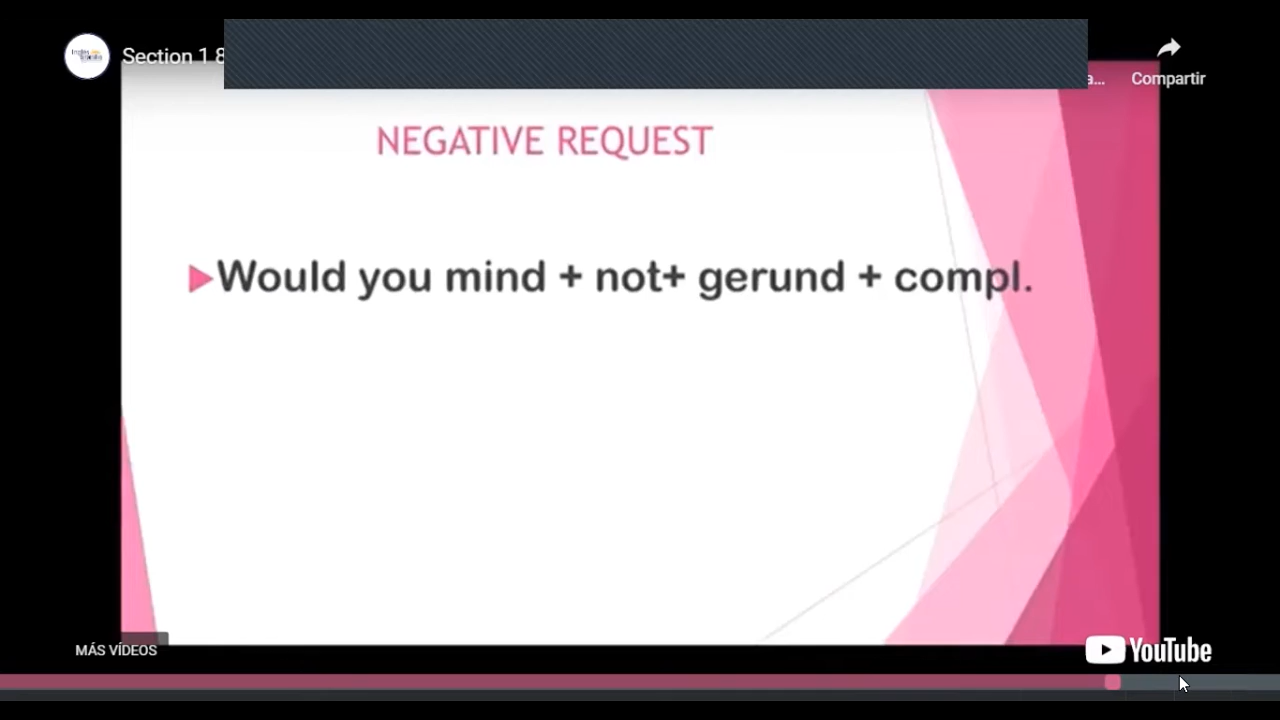 Section 1 8
a...
Compartir
NEGATIVE REQUEST
Would you mind + not+ gerund + compl.
MÁS VÍDEOS
YouTube